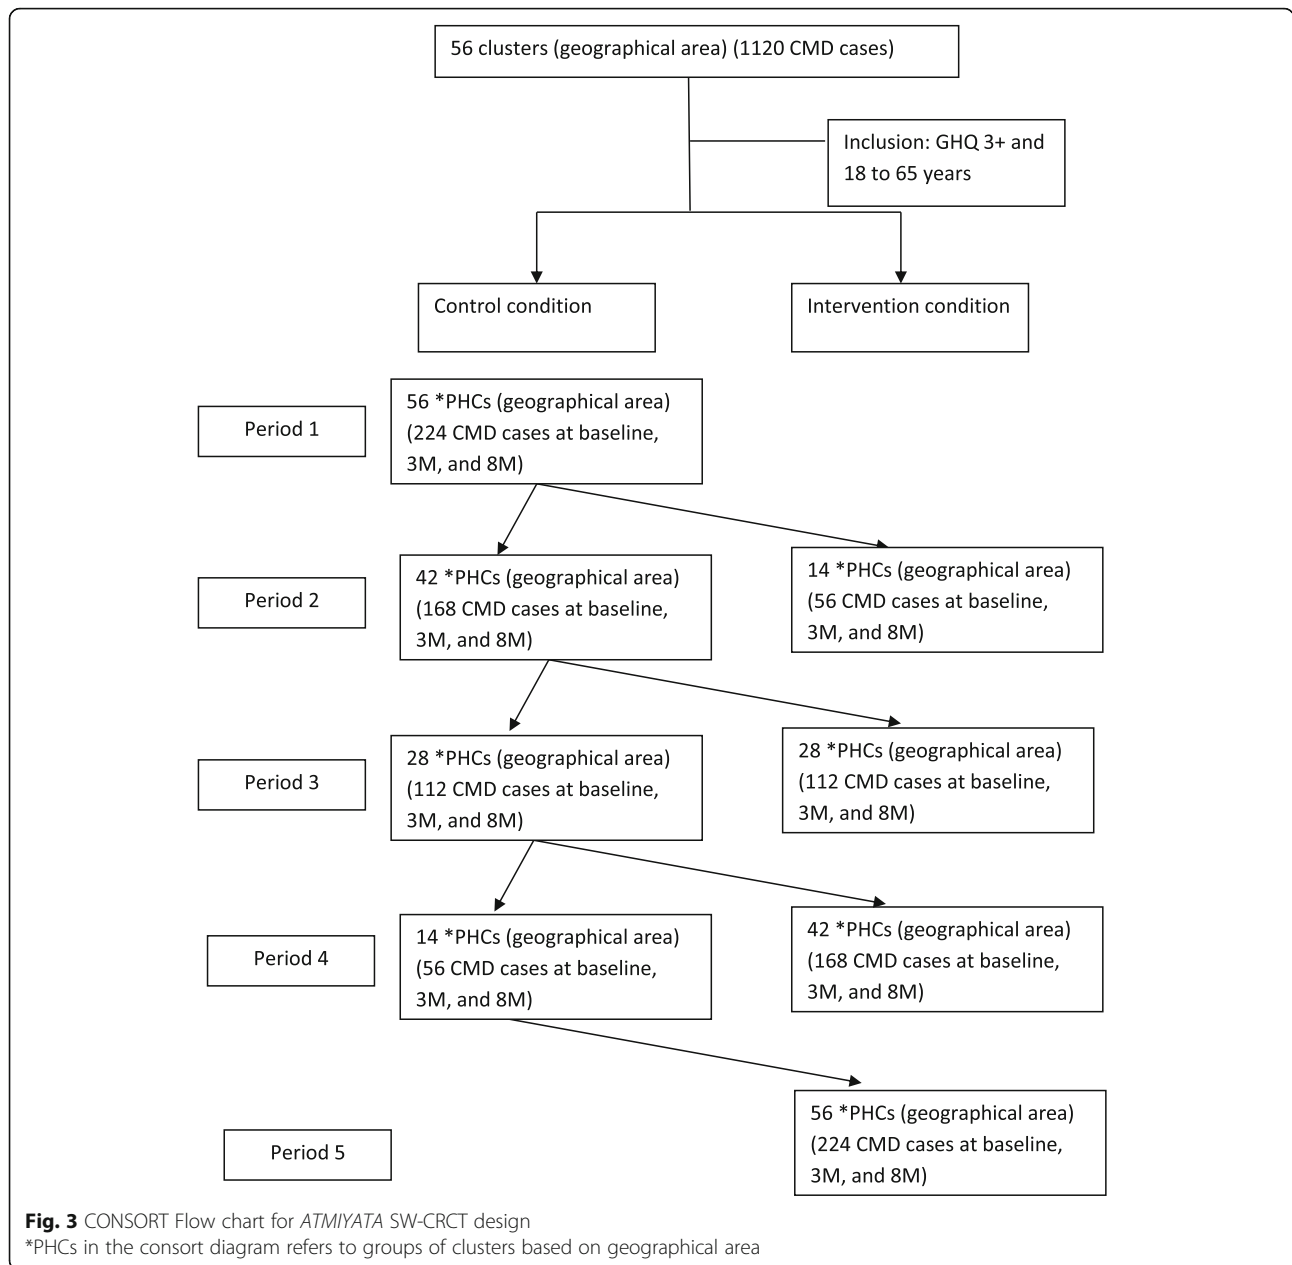 56 clusters (geographical area) (1120 CMD cases)
Inclusion: GHQ 3+ and
18 to 65 years
Control condition
Intervention condition
Period 1
56 *PHCs (geographical area)
(224 CMD cases at baseline,
3M, and 8M)
Period 2
42 *PHCs (geographical area)
(168 CMD cases at baseline,
3M, and 8M)
14 *PHCs (geographical area)
(56 CMD cases at baseline,
3M, and 8M)
Period 3
28 *PHCs (geographical area)
(112 CMD cases at baseline,
3M, and 8M)
28 *PHCs (geographical area)
(112 CMD cases at baseline,
3M, and 8M)
Period 4
14 *PHCs (geographical area)
(56 CMD cases at baseline,
3M, and 8M)
42 *PHCs (geographical area)
(168 CMD cases at baseline,
3M, and 8M)
Period 5
56 *PHCs (geographical area)
(224 CMD cases at baseline,
3M, and 8M)
Fig. 3 CONSORT Flow chart for ATMIYATA SW-CRCT design
*PHCs in the consort diagram refers to groups of clusters based on geographical area